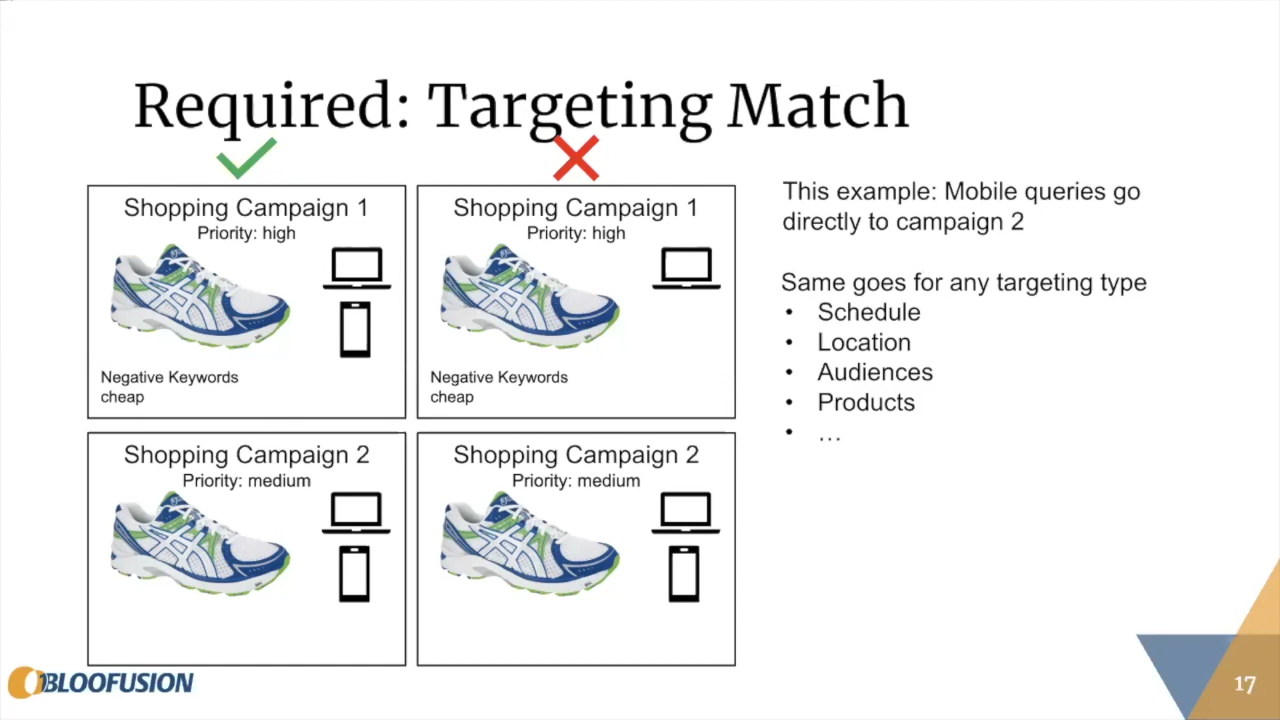 Required: Targeting Match
Shopping Campaign 1
Priority: high
Negative Keywords
cheap
Shopping Campaign 1
Priority: high
Negative Keywords
cheap
This example: Mobile queries go
directly to campaign 2
Same goes for any targeting type
• Schedule
• Location
• Audiences
• Products
• …
Shopping Campaign 2
Priority: medium
Shopping Campaign 2
Priority: medium
BLOOFUSION
17